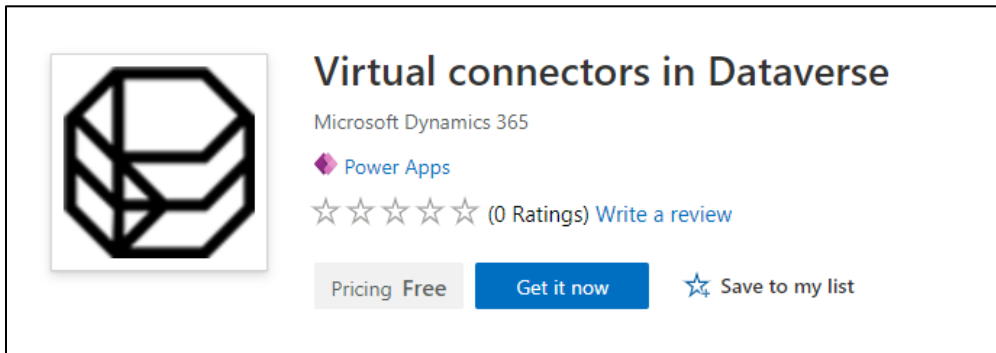 Virtual connectors in Dataverse
Microsoft Dynamics 365
Power Apps
(0 Ratings) Write a review
Pricing Free Get it now Save to my list